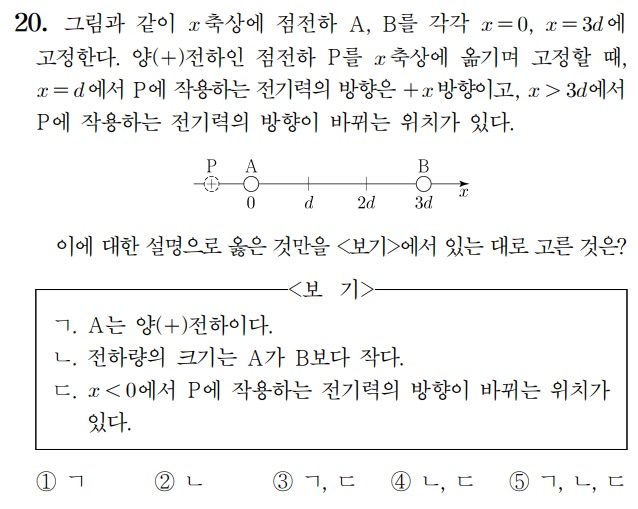 20. 그림과 같이 x축상에 점전하 A, B를 각각 x=0, x=3d에
고정한다. 양(+)전하인 점전하 P를 x축상에 옮기며 고정할 때,
x=d에서 P에 작용하는 전기력의 방향은 +x방향이고, x>3d에서
P에 작용하는 전기력의 방향이 바뀌는 위치가 있다.
P A B
0 d 2d 3d x
이에 대한 설명으로 옳은 것만을 <보기>에서 있는 대로 고른 것은?
<보 기>
ㄱ. A는 양(+)전하이다.
ㄴ. 전하량의 크기는 A가 B보다 작다.
ㄷ. x<0에서 P에 작용하는 전기력의 방향이 바뀌는 위치가
있다.
① ㄱ ② ㄴ ③ ㄱ, ㄷ ④ ㄴ, ㄷ ⑤ ㄱ, ㄴ, ㄷ